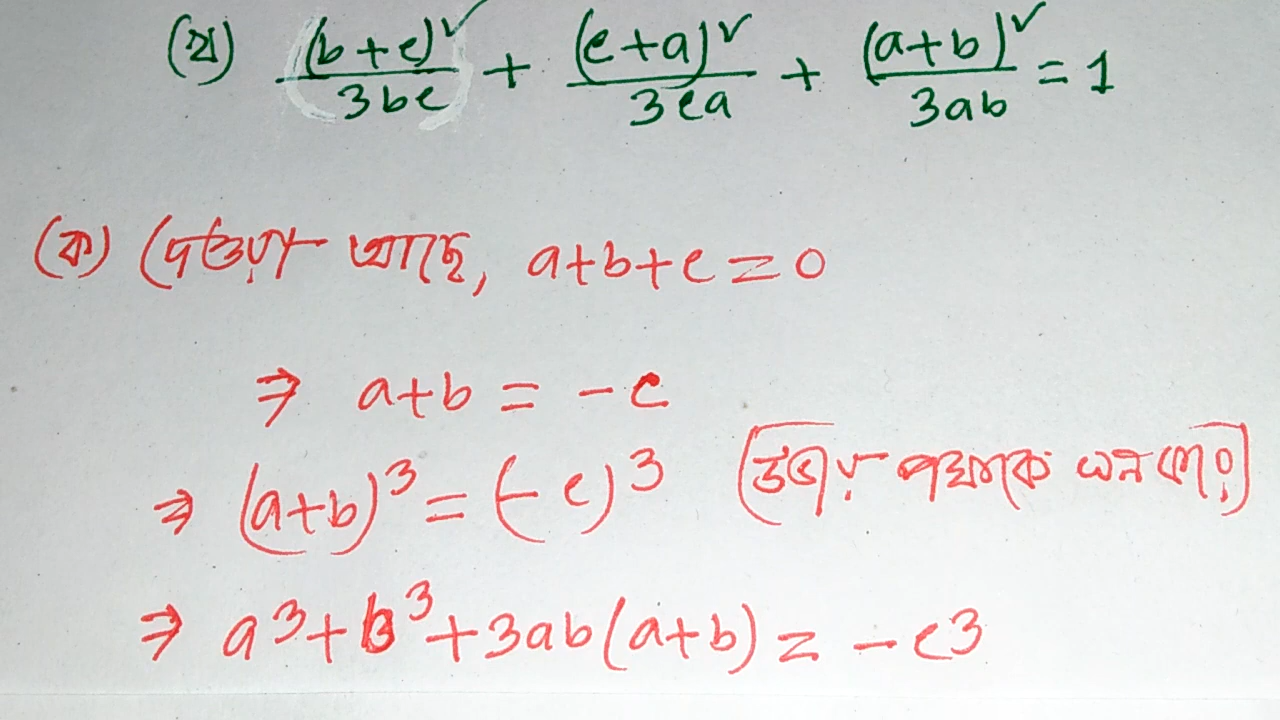 (খ) (b+c)²/3bc + (c+a)²/3ca + (a+b)²/3ab = 1
(ক) দেওয়া আছে, a+b+c=0
⇒ a+b = -c
⇒ (a+b)³ = (-c)³ [উভয় পক্ষকে ঘন করে]
⇒ a³+b³+3ab(a+b) = -c³